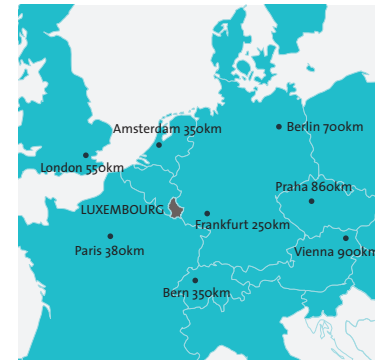 Amsterdam 350km
Berlin 700km
London 550km
Praha 860km
LUXEMBOURG
Frankfurt 250km
Paris 380km
Vienna 900km
Bern 350km